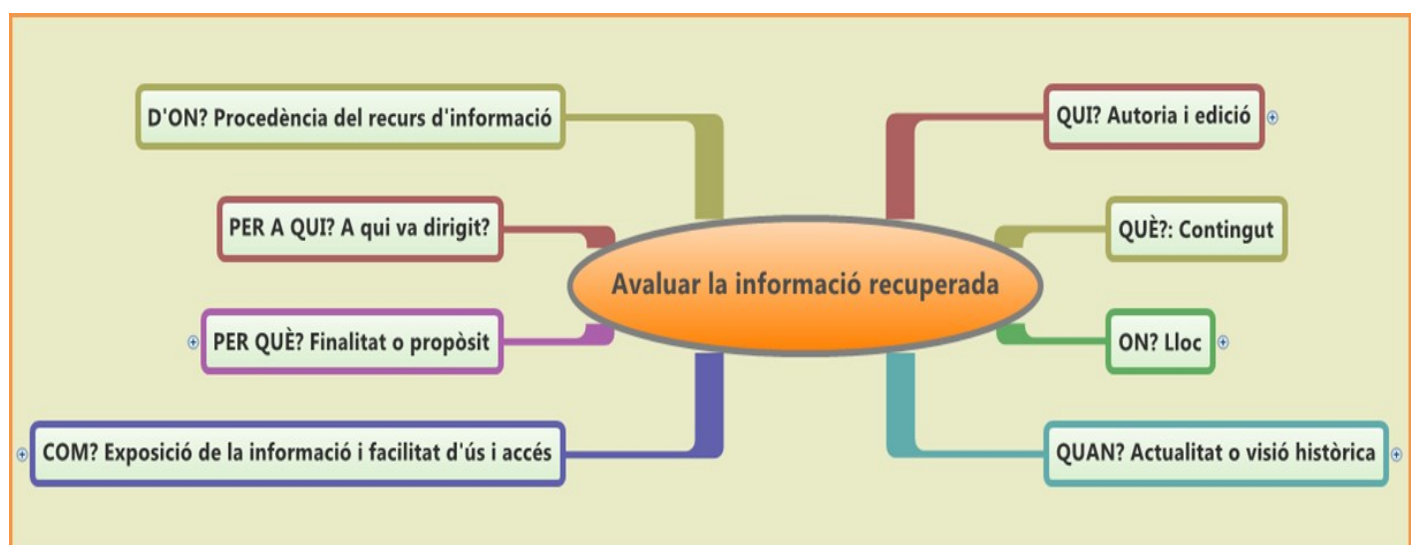 D'ON? Procedència del recurs d'informació
PER A QUI? A qui va dirigit?
PER QUÈ? Finalitat o propòsit
COM? Exposició de la informació i facilitat d'ús i accés
Avaluar la informació recuperada
QUI? Autoria i edició
QUÈ?: Contingut
ON? Lloc
QUAN? Actualitat o visió històrica